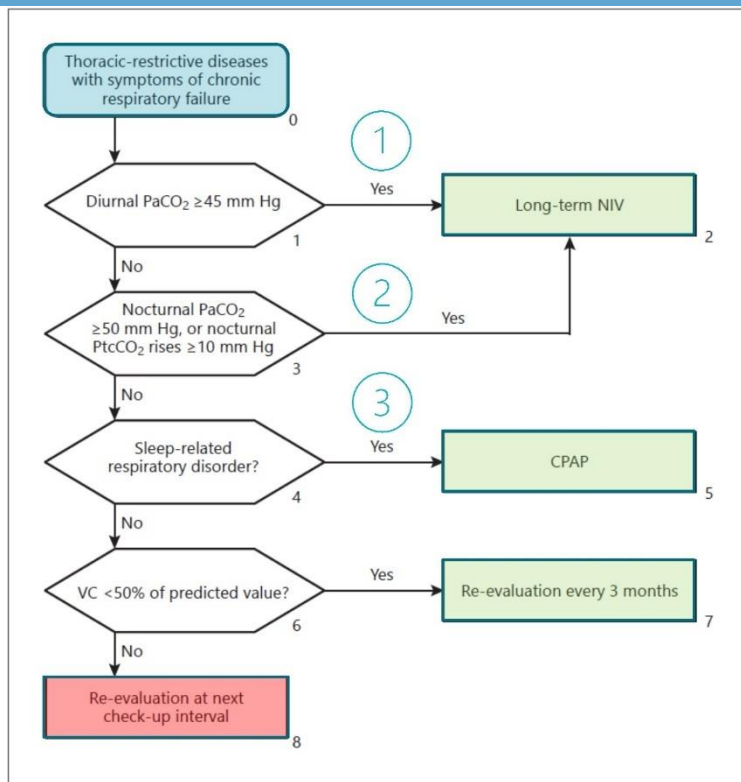 Thoracic-restrictive diseases
with symptoms of chronic
respiratory failure
0
1
Diurnal PaCO₂ ≥45 mm Hg
1
Yes
Long-term NIV
2
No
2
Nocturnal PaCO₂
≥50 mm Hg, or nocturnal
PtcCO₂ rises ≥10 mm Hg
3
Yes
No
3
Sleep-related
respiratory disorder?
4
Yes
CPAP
5
No
VC <50% of predicted value?
6
Yes
Re-evaluation every 3 months
7
No
Re-evaluation at next
check-up interval
8